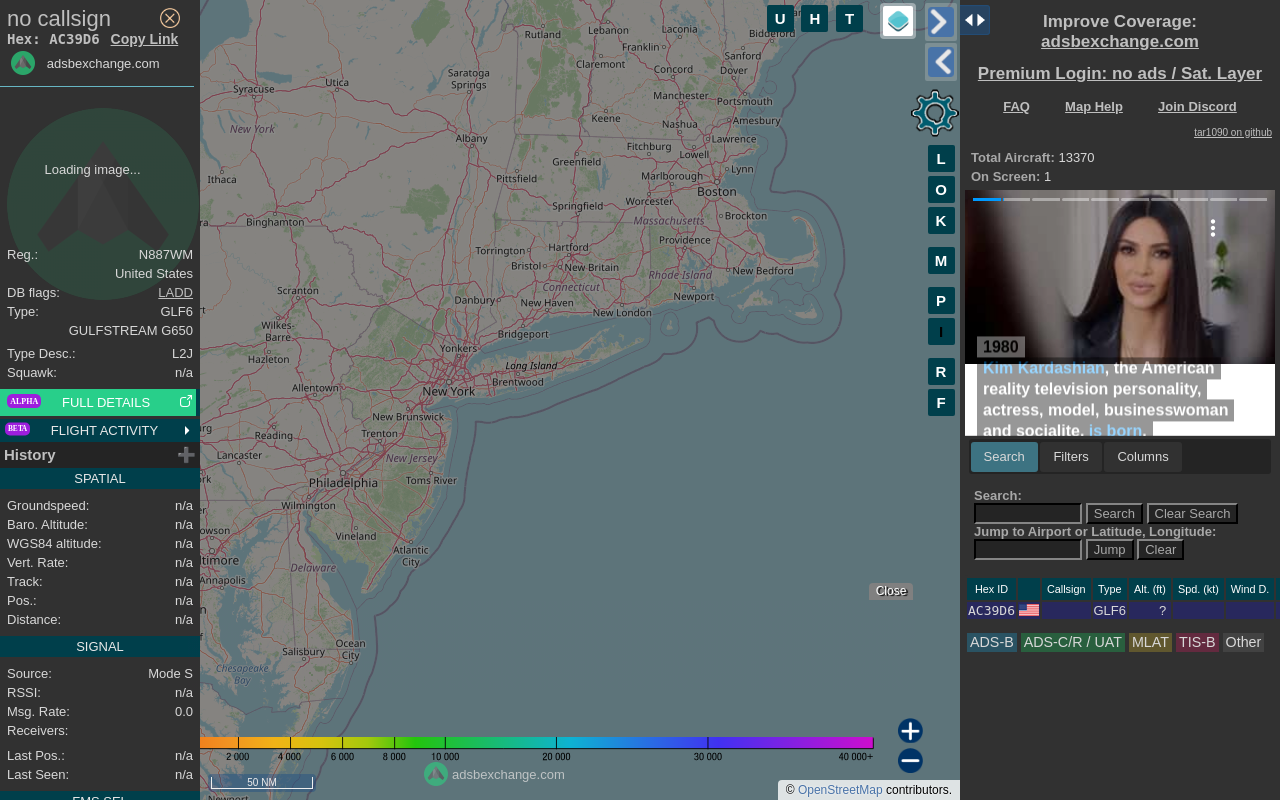 no callsign
Hex: AC39D6 Copy Link
adsbexchange.com
Loading image...
Reg.: N887WM
United States
DB flags: LADD
Type: GLF6
GULFSTREAM G650
Type Desc.: L2J
Squawk: n/a
ALPHA FULL DETAILS
BETA FLIGHT ACTIVITY
History
SPATIAL
Groundspeed: n/a
Baro. Altitude: n/a
WGS84 altitude: n/a
Vert. Rate: n/a
Track: n/a
Pos.: n/a
Distance: n/a
SIGNAL
Source: Mode S
RSSI: n/a
Msg. Rate: 0.0
Receivers:
Last Pos.: n/a
Last Seen: n/a
FMS SEL
Rutland
Lebanon
Laconia
Biddeford
Franklin
Claremont
Sanford
Concord
Dover
Saratoga
Springs
Utica
Syracuse
Manchester
Portsmouth
Keene
Nashua
Amesbury
New York
Albany
Lawrence
Fitchburg
Lowell
Greenfield
Lynn
Ithaca
Pittsfield
Marlborough
Boston
Springfield
Worcester
Binghamton
Massachusetts
Brockton
Providence
Torrington
Hartford
Bristol
New Britain
Rhode Island
New Bedford
Connecticut
Scranton
Danbury
New Haven
Newport
New London
Wilkes-
Barre
Bridgeport
Yonkers
Hazleton
Long Island
Brentwood
Allentown
New York
New Brunswick
Reading
Trenton
Lancaster
New Jersey
Toms River
Philadelphia
Wilmington
Vineland
Atlantic
City
Annapolis
Delaware
Ocean
City
Salisbury
Chesapeake
Bay
Newport
U H T
L
O
K
M
P
I
R
F
Close
2 000 4 000 6 000 8 000 10 000 20 000 30 000 40 000+
adsbexchange.com
50 NM
© OpenStreetMap contributors.
Improve Coverage:
adsbexchange.com
Premium Login: no ads / Sat. Layer
FAQ Map Help Join Discord
tar1090 on github
Total Aircraft: 13370
On Screen: 1
1980
Kim Kardashian, the American
reality television personality,
actress, model, businesswoman
and socialite, is born.
Search Filters Columns
Search:
Search Clear Search
Jump to Airport or Latitude, Longitude:
Jump Clear
Hex ID Callsign Type Alt. (ft) Spd. (kt) Wind D.
AC39D6 GLF6 ?
ADS-B ADS-C/R / UAT MLAT TIS-B Other